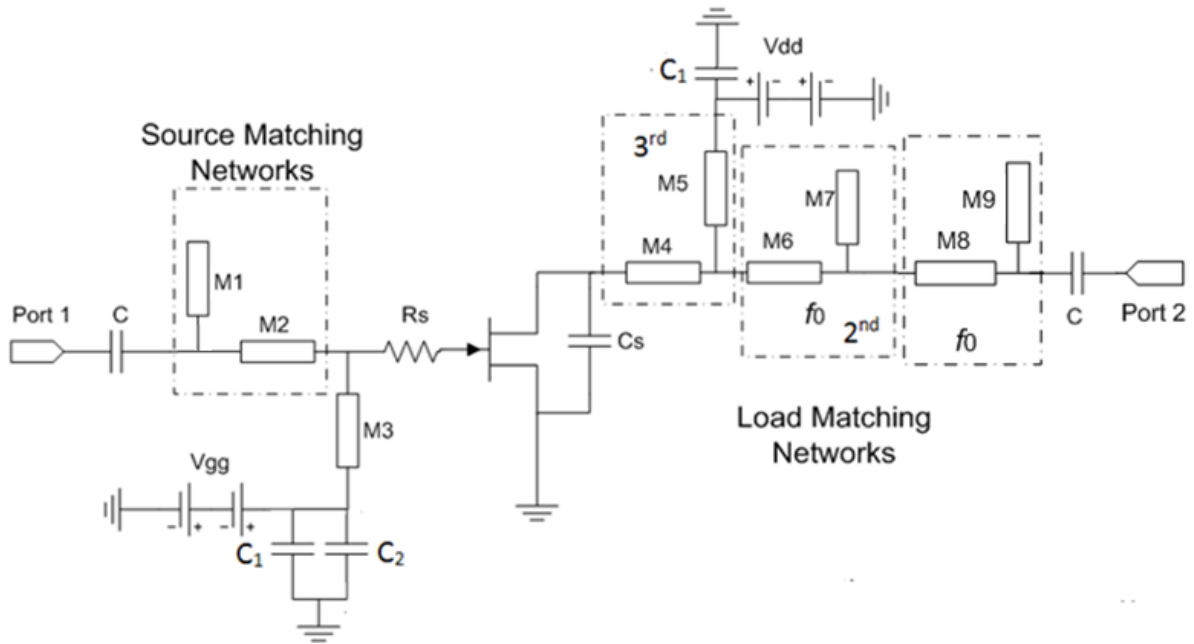 Vdd
C₁
+ - + -
Source Matching
Networks
3ʳᵈ
M5
M7
M9
M1
M4
M6
M8
Port 1
C
M2
Rs
Cs
f0
2ⁿᵈ
f0
C
Port 2
M3
Load Matching
Networks
Vgg
- + - +
C₁
C₂